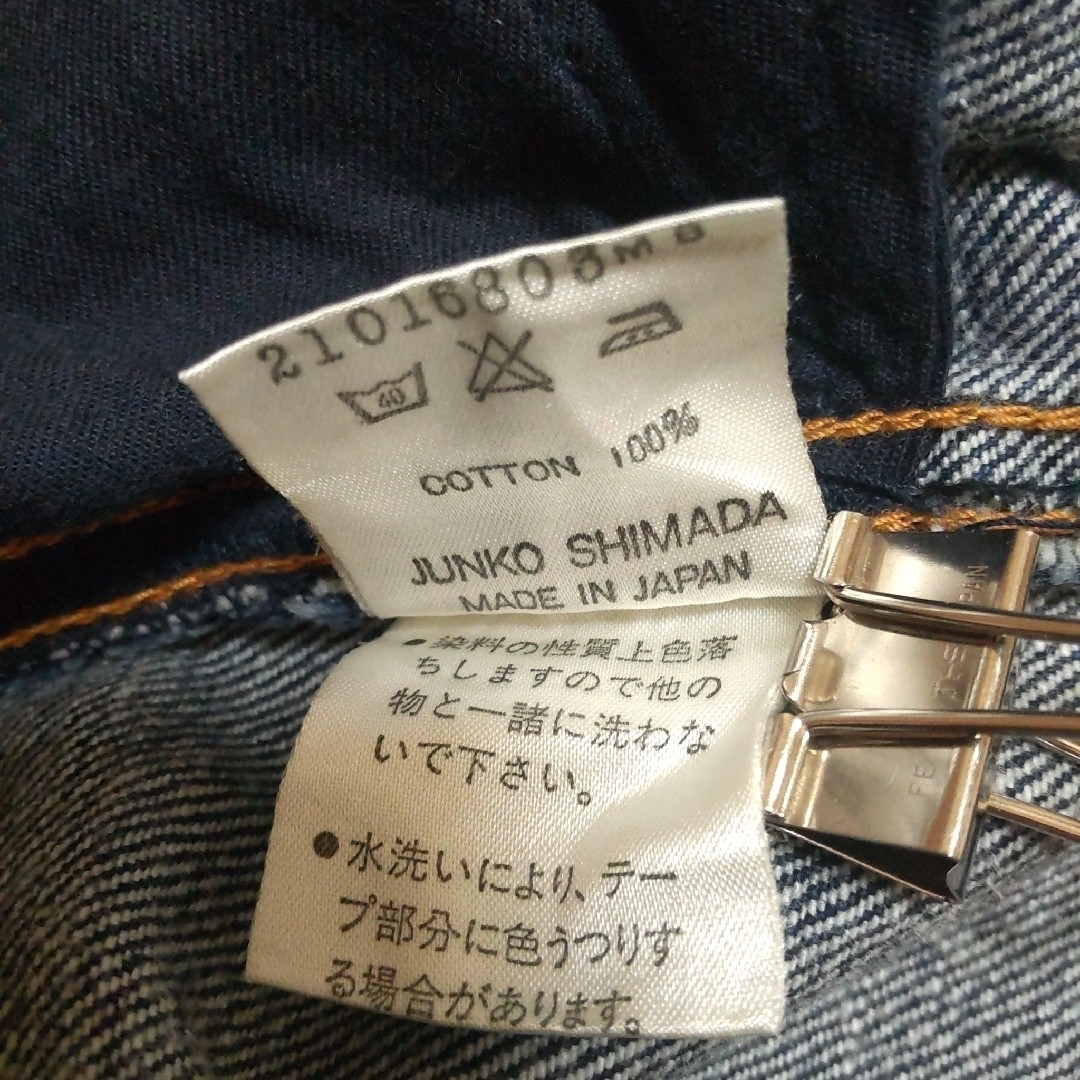 21016803M B
40
COTTON 100%
JUNKO SHIMADA
MADE IN JAPAN
・染料の性質上色落
ちしますので他の
物と一諸に洗わな
いで下さい。
●水洗いにより、テー
プ部分に色うつりす
る場合があります。